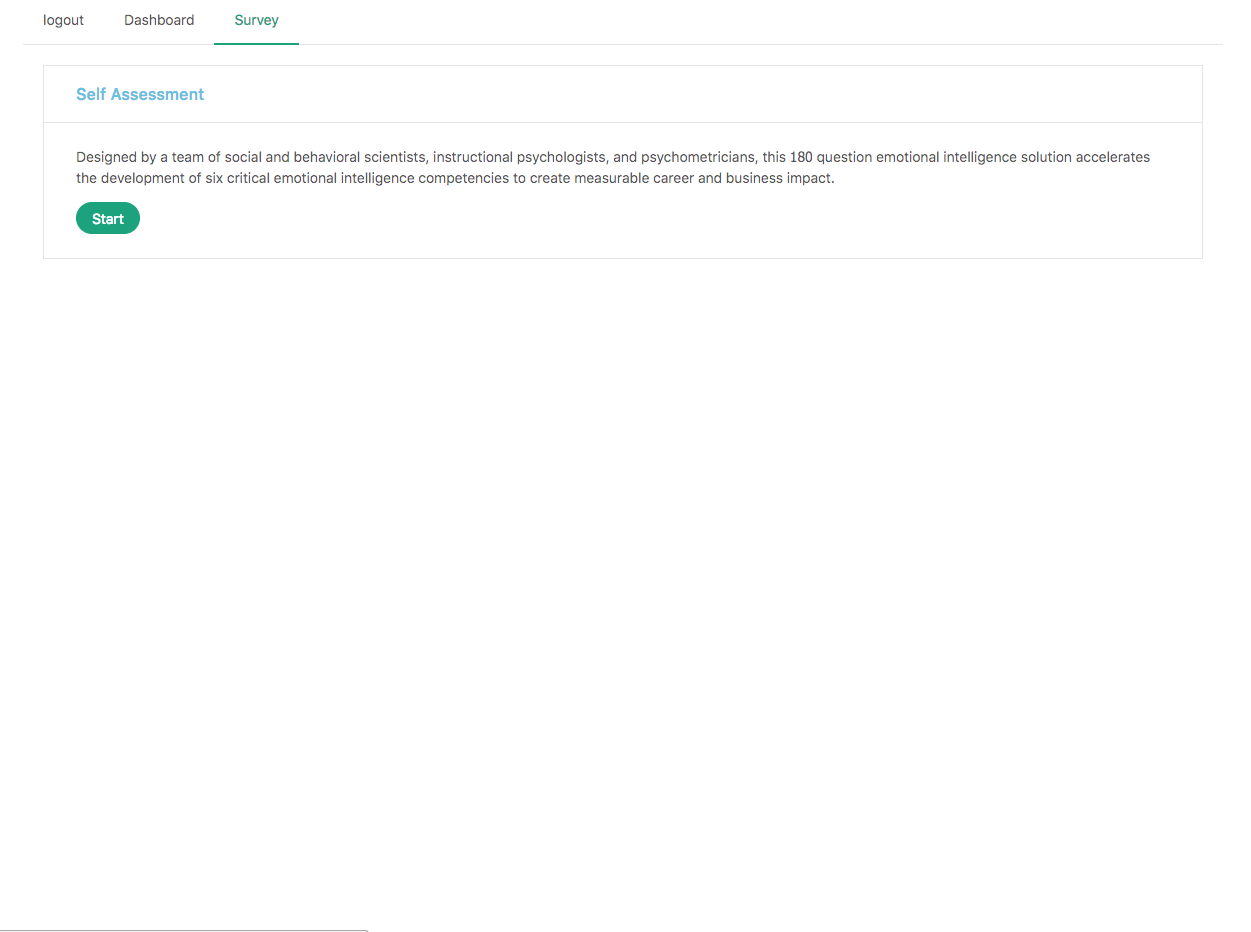 logout Dashboard Survey
Self Assessment
Designed by a team of social and behavioral scientists, instructional psychologists, and psychometricians, this 180 question emotional intelligence solution accelerates
the development of six critical emotional intelligence competencies to create measurable career and business impact.
Start